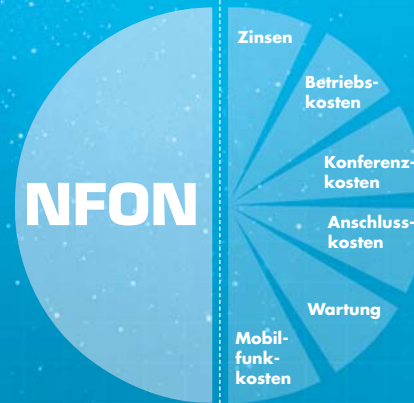 NFON
Zinsen
Betriebs-
kosten
Konferenz-
kosten
Anschluss-
kosten
Wartung
Mobil-
funk-
kosten